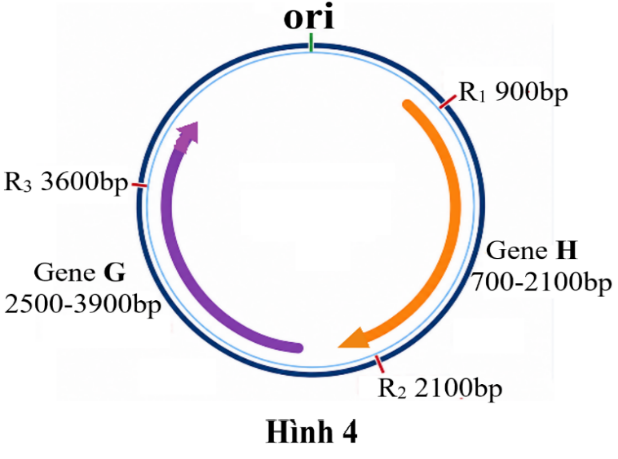 ori
R₁ 900bp
R₃ 3600bp
Gene H
700-2100bp
Gene G
2500-3900bp
R₂ 2100bp
Hình 4